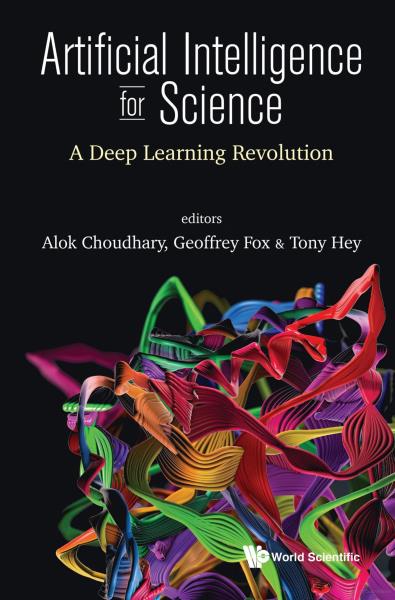 Artificial Intelligence
for Science
A Deep Learning Revolution
editors
Alok Choudhary, Geoffrey Fox & Tony Hey
World Scientific